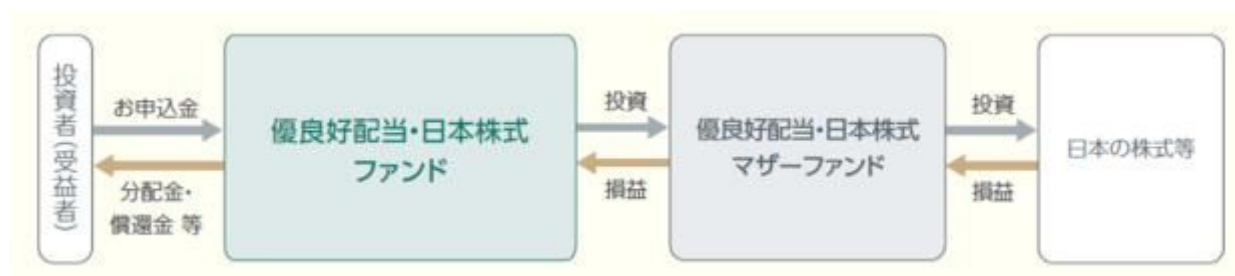 投資者(受益者)
お申込金
分配金・
償還金 等
優良好配当・日本株式
ファンド
投資
損益
優良好配当・日本株式
マザーファンド
投資
損益
日本の株式等